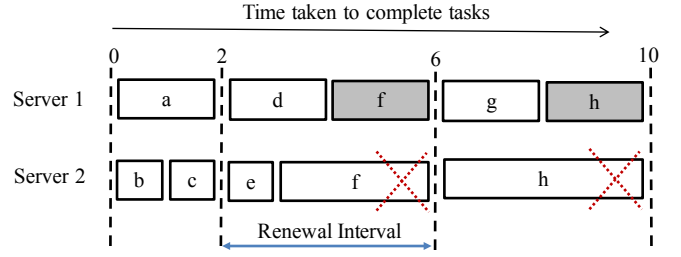 Time taken to complete tasks
0 2 6 10
Server 1 a d f g h
Server 2 b c e f h
Renewal Interval